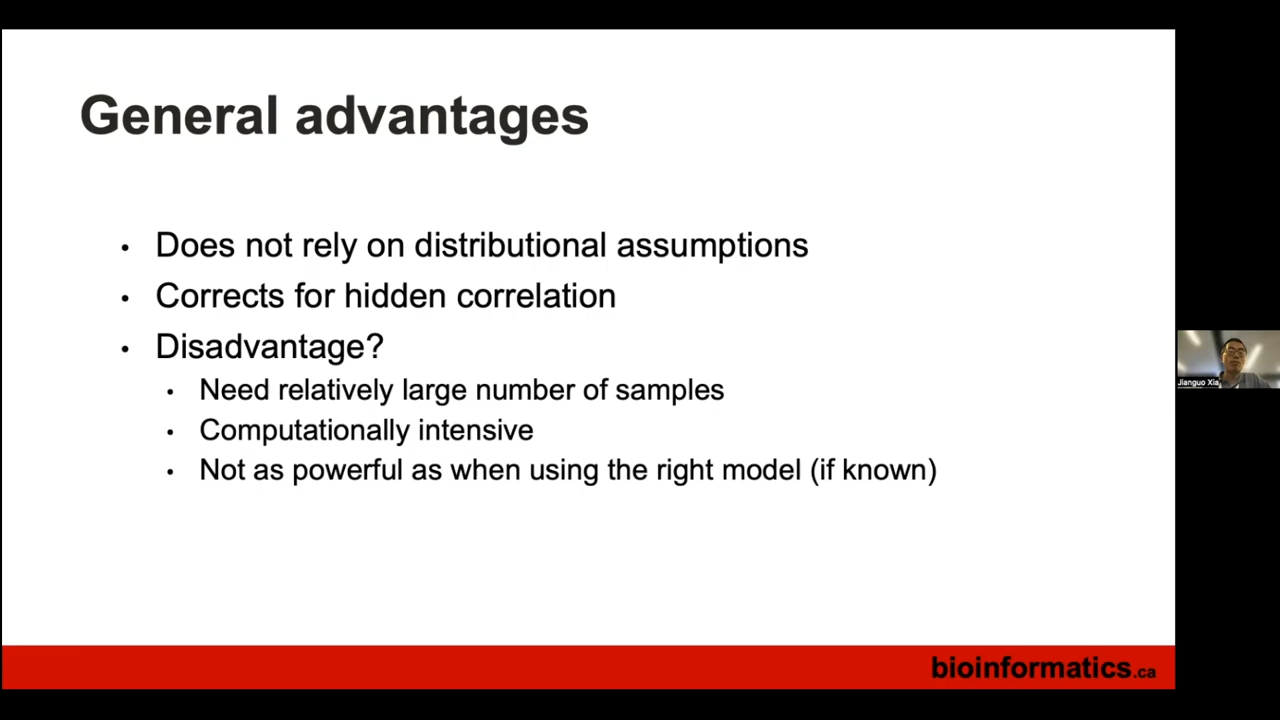 General advantages
• Does not rely on distributional assumptions
• Corrects for hidden correlation
• Disadvantage?
• Need relatively large number of samples
• Computationally intensive
• Not as powerful as when using the right model (if known)
Jianguo Xia
bioinformatics.ca